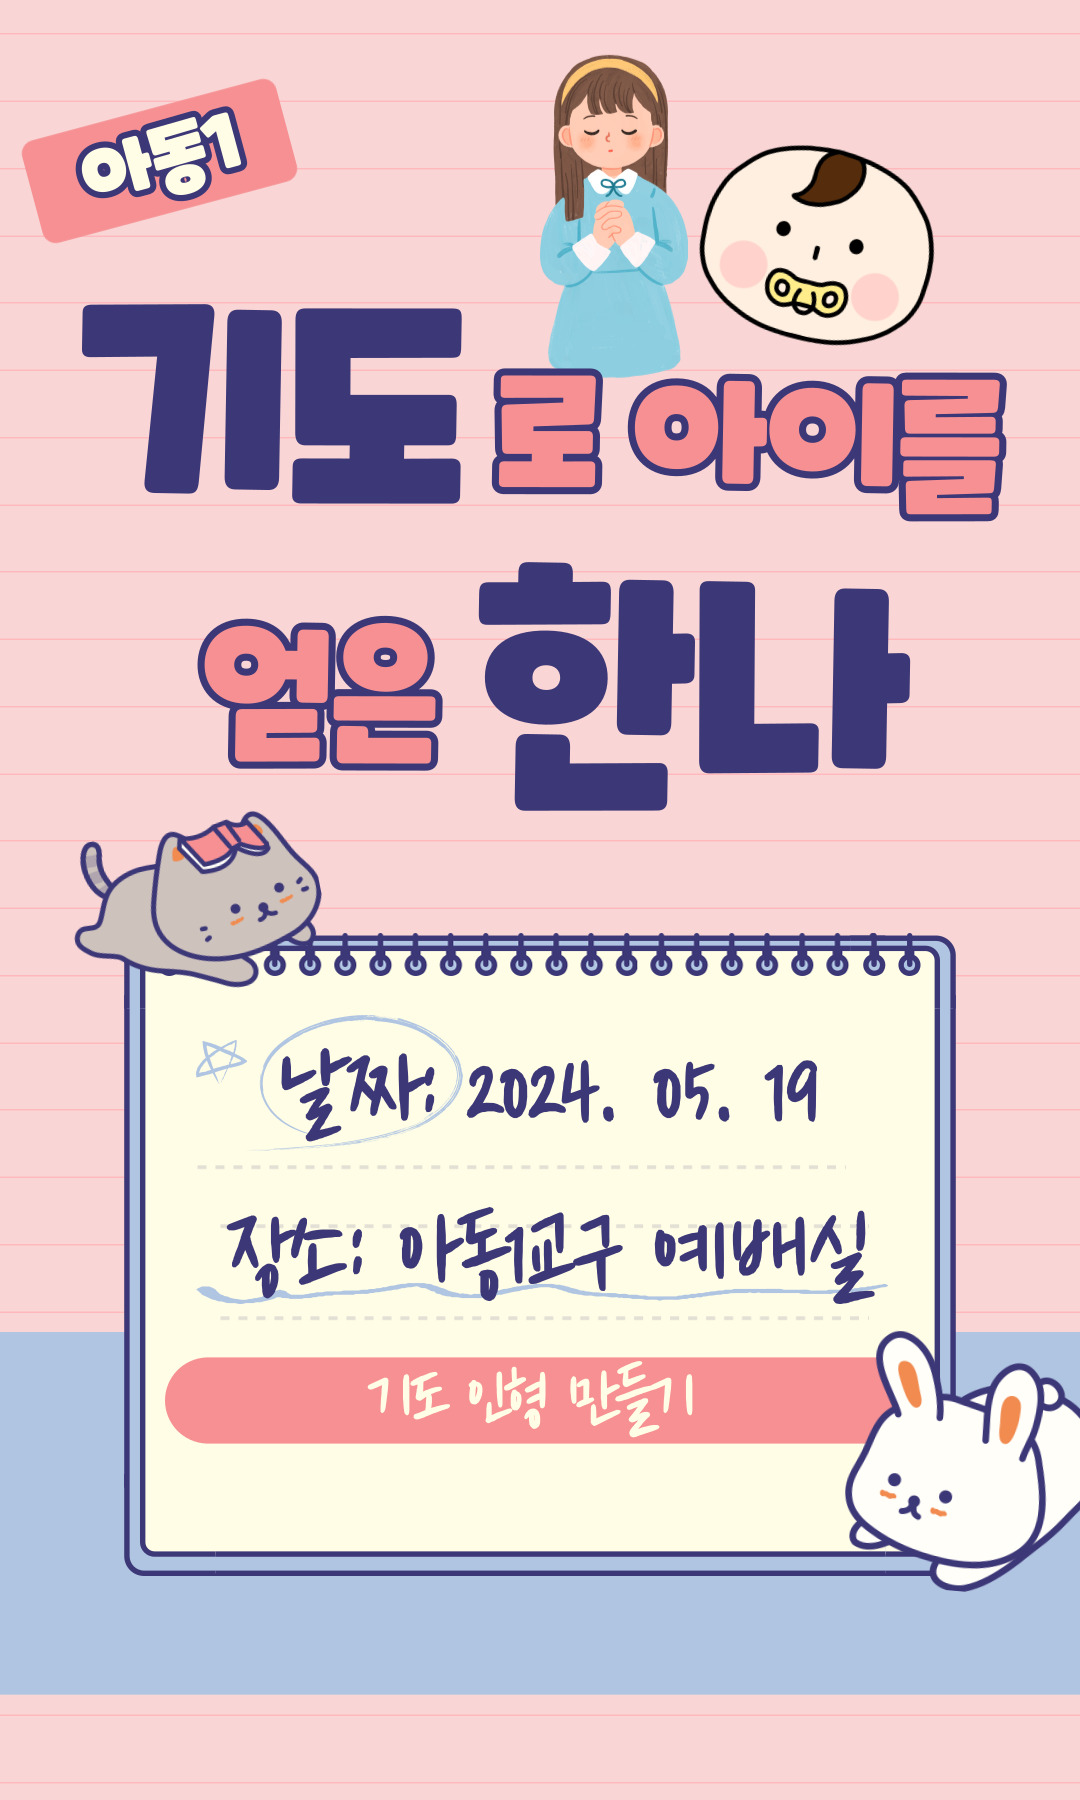 아동1
기도로 아이를
얻은 한나
날짜: 2024. 05. 19
장소: 아동1교구 예배실
기도 인형 만들기